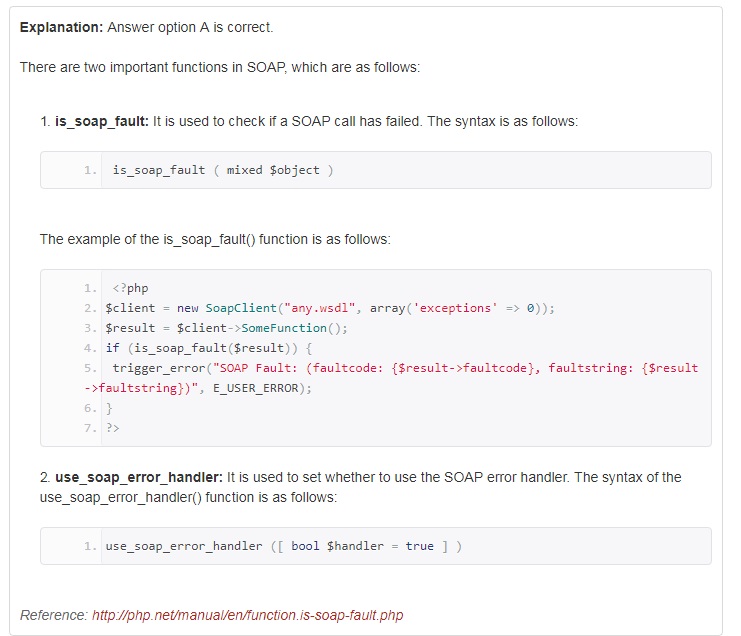 Explanation: Answer option A is correct.
There are two important functions in SOAP, which are as follows:
1. is_soap_fault: It is used to check if a SOAP call has failed. The syntax is as follows:
1. is_soap_fault ( mixed $object )
The example of the is_soap_fault() function is as follows:
1. <?php
2. $client = new SoapClient("any.wsdl", array('exceptions' => 0));
3. $result = $client->SomeFunction();
4. if (is_soap_fault($result)) {
5. trigger_error("SOAP Fault: (faultcode: {$result->faultcode}, faultstring: {$result
->faultstring})", E_USER_ERROR);
6. }
7. ?>
2. use_soap_error_handler: It is used to set whether to use the SOAP error handler. The syntax of the
use_soap_error_handler() function is as follows:
1. use_soap_error_handler ([ bool $handler = true ] )
Reference: http://php.net/manual/en/function.is-soap-fault.php